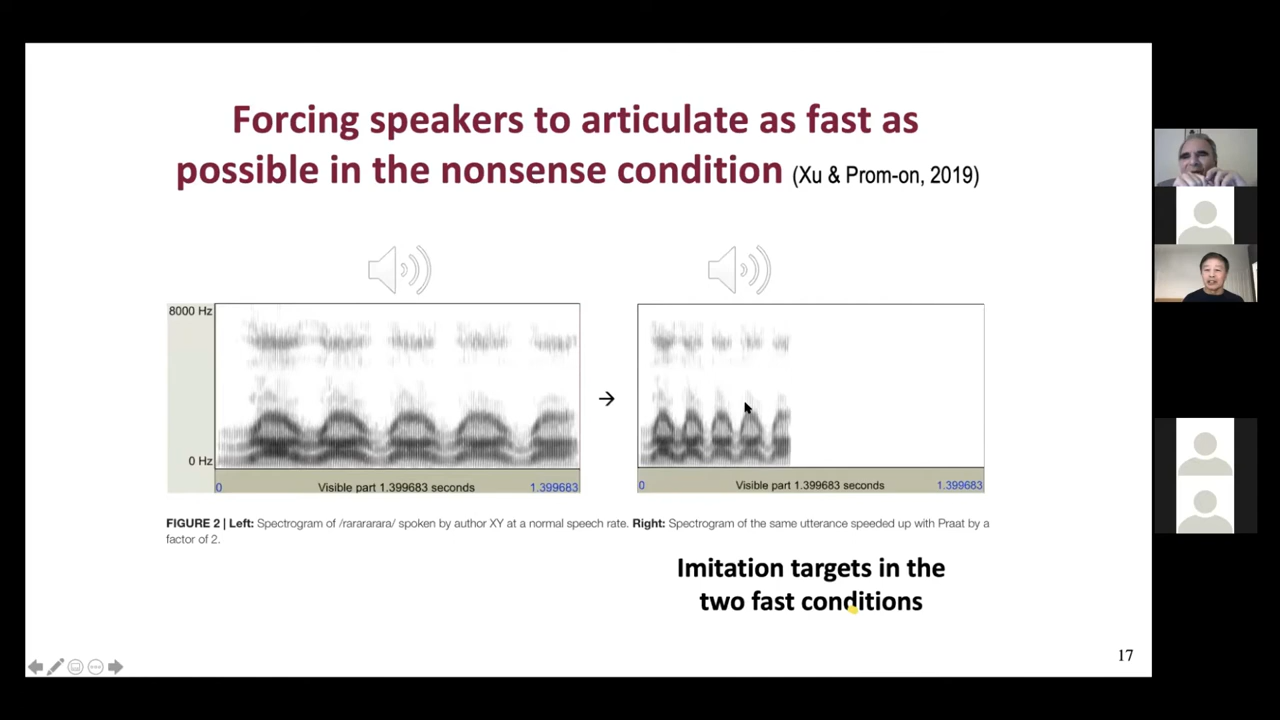 Forcing speakers to articulate as fast as
possible in the nonsense condition (Xu & Prom-on, 2019)
8000 Hz
0 Hz
0 Visible part 1.399683 seconds 1.399683
→
0 Visible part 1.399683 seconds 1.399683
FIGURE 2 | Left: Spectrogram of /rarararara/ spoken by author XY at a normal speech rate. Right: Spectrogram of the same utterance speeded up with Praat by a
factor of 2.
Imitation targets in the
two fast conditions
17